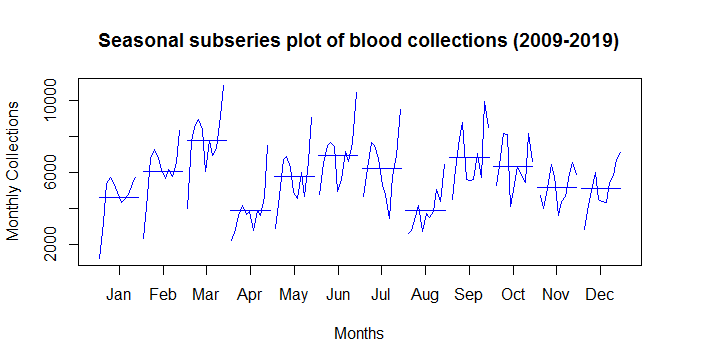 Seasonal subseries plot of blood collections (2009-2019)
Monthly Collections
10000
6000
2000
Jan Feb Mar Apr May Jun Jul Aug Sep Oct Nov Dec
Months